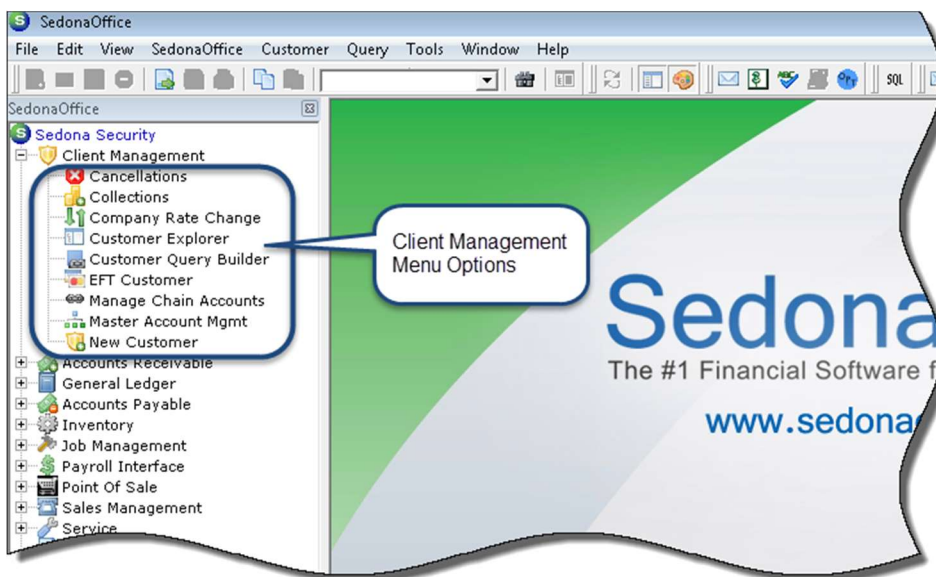 SedonaOffice
File Edit View SedonaOffice Customer Query Tools Window Help
SQL
SedonaOffice
Sedona Security
Client Management
Cancellations
Collections
Company Rate Change
Customer Explorer
Customer Query Builder
EFT Customer
Manage Chain Accounts
Master Account Mgmt
New Customer
Accounts Receivable
General Ledger
Accounts Payable
Inventory
Job Management
Payroll Interface
Point Of Sale
Sales Management
Service
Client Management
Menu Options
Sedona
The #1 Financial Software f
www.sedona